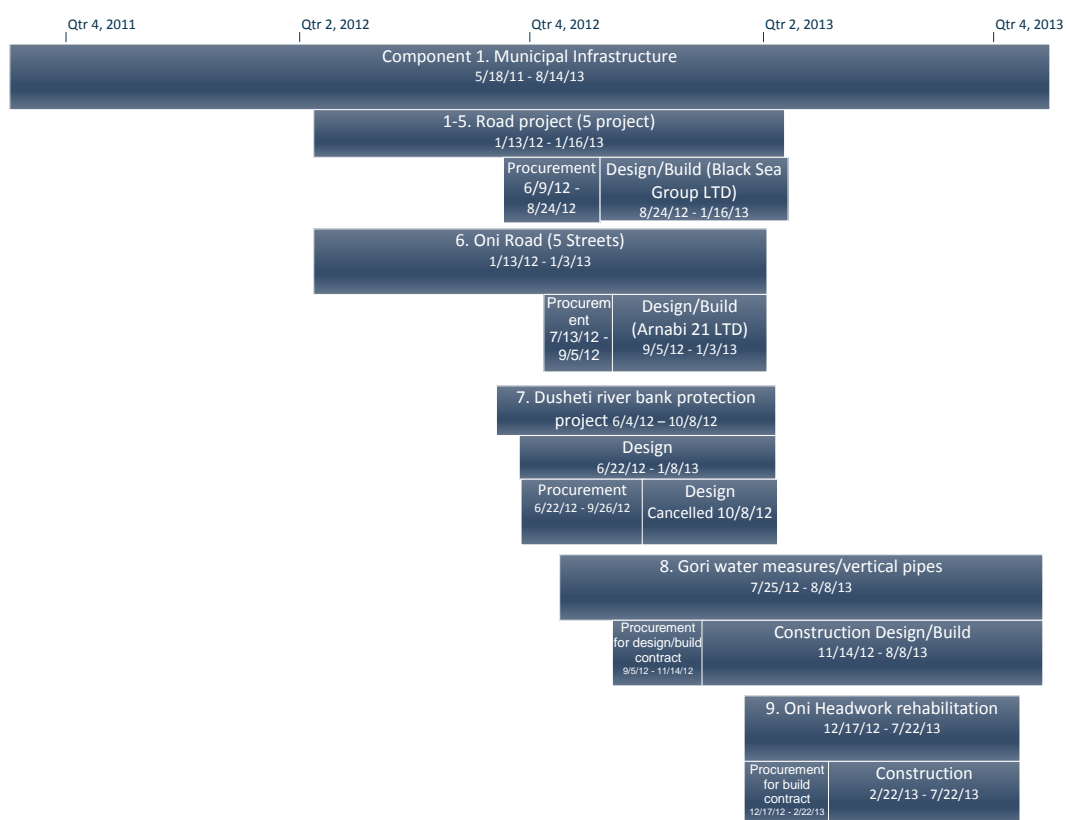 Qtr 4, 2011
Qtr 2, 2012
Qtr 4, 2012
Qtr 2, 2013
Qtr 4, 2013
Component 1. Municipal Infrastructure
5/18/11 - 8/14/13
1-5. Road project (5 project)
1/13/12 - 1/16/13
Procurement
6/9/12 -
8/24/12
Design/Build (Black Sea
Group LTD)
8/24/12 - 1/16/13
6. Oni Road (5 Streets)
1/13/12 - 1/3/13
Procurem
ent
7/13/12 -
9/5/12
Design/Build
(Arnabi 21 LTD)
9/5/12 - 1/3/13
7. Dusheti river bank protection
project 6/4/12 – 10/8/12
Design
6/22/12 - 1/8/13
Procurement
6/22/12 - 9/26/12
Design
Cancelled 10/8/12
8. Gori water measures/vertical pipes
7/25/12 - 8/8/13
Procurement
for design/build
contract
9/5/12 - 11/14/12
Construction Design/Build
11/14/12 - 8/8/13
9. Oni Headwork rehabilitation
12/17/12 - 7/22/13
Procurement
for build
contract
12/17/12 - 2/22/13
Construction
2/22/13 - 7/22/13